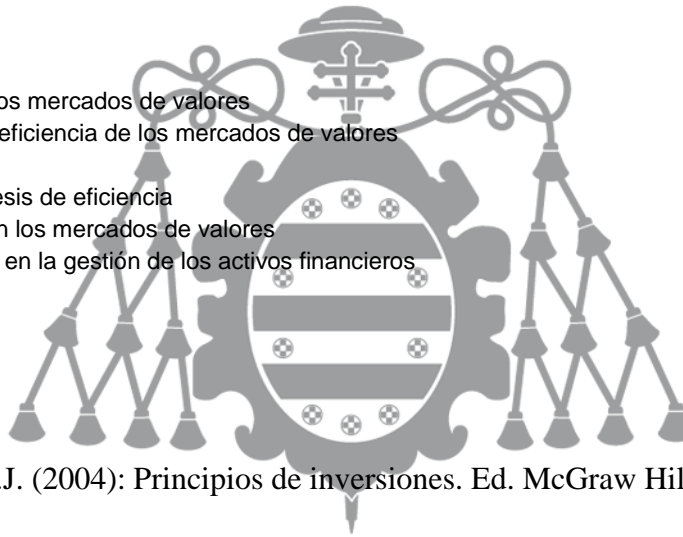 os mercados de valores
eficiencia de los mercados de valores
esis de eficiencia
n los mercados de valores
en la gestión de los activos financieros
.J. (2004): Principios de inversiones. Ed. McGraw Hil